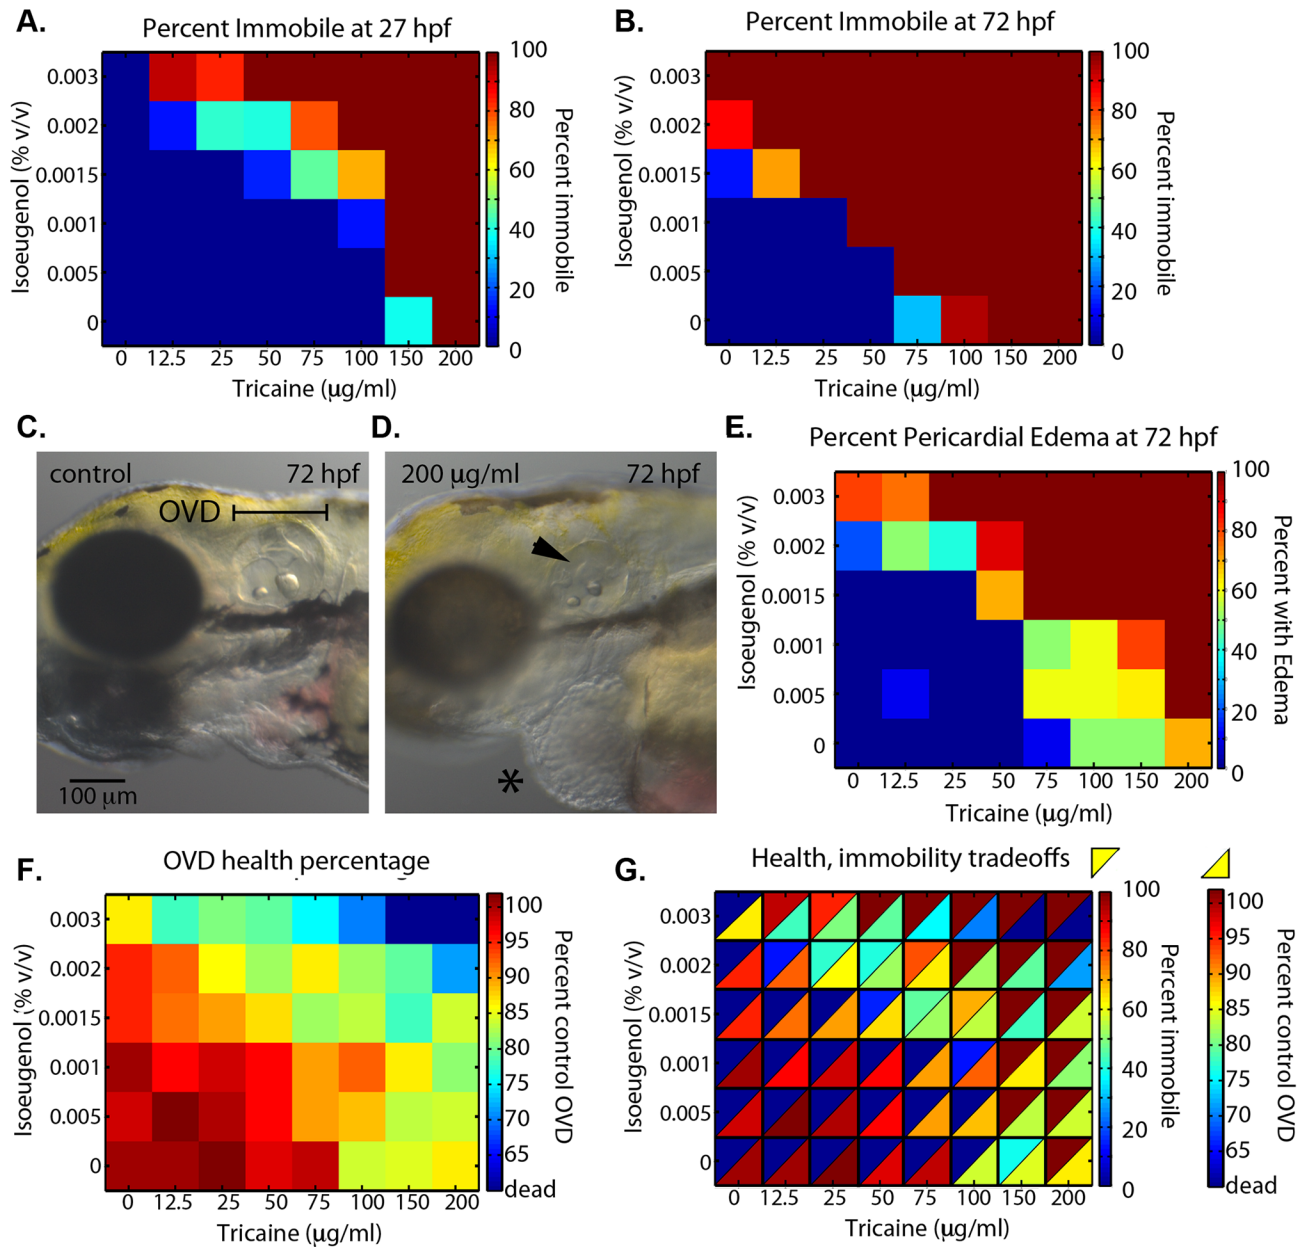 A.
Percent Immobile at 27 hpf
Isoeugenol (% v/v)
0.003
0.002
0.0015
0.001
0.005
0
0 12.5 25 50 75 100 150 200
Tricaine (μg/ml)
100
80
60
40
20
0
Percent immobile
B.
Percent Immobile at 72 hpf
Isoeugenol (% v/v)
0.003
0.002
0.0015
0.001
0.005
0
0 12.5 25 50 75 100 150 200
Tricaine (μg/ml)
100
80
60
40
20
0
Percent immobile
C.
control 72 hpf
OVD
100 μm
D.
200 μg/ml 72 hpf
*
E.
Percent Pericardial Edema at 72 hpf
Isoeugenol (% v/v)
0.003
0.002
0.0015
0.001
0.005
0
0 12.5 25 50 75 100 150 200
Tricaine (μg/ml)
100
80
60
40
20
0
Percent with Edema
F.
OVD health percentage
Isoeugenol (% v/v)
0.003
0.002
0.0015
0.001
0.005
0
0 12.5 25 50 75 100 150 200
Tricaine (μg/ml)
100
95
90
85
80
75
70
65
dead
Percent control OVD
G.
Health, immobility tradeoffs
Isoeugenol (% v/v)
0.003
0.002
0.0015
0.001
0.005
0
0 12.5 25 50 75 100 150 200
Tricaine (μg/ml)
100
80
60
40
20
0
Percent immobile
100
95
90
85
80
75
70
65
dead
Percent control OVD